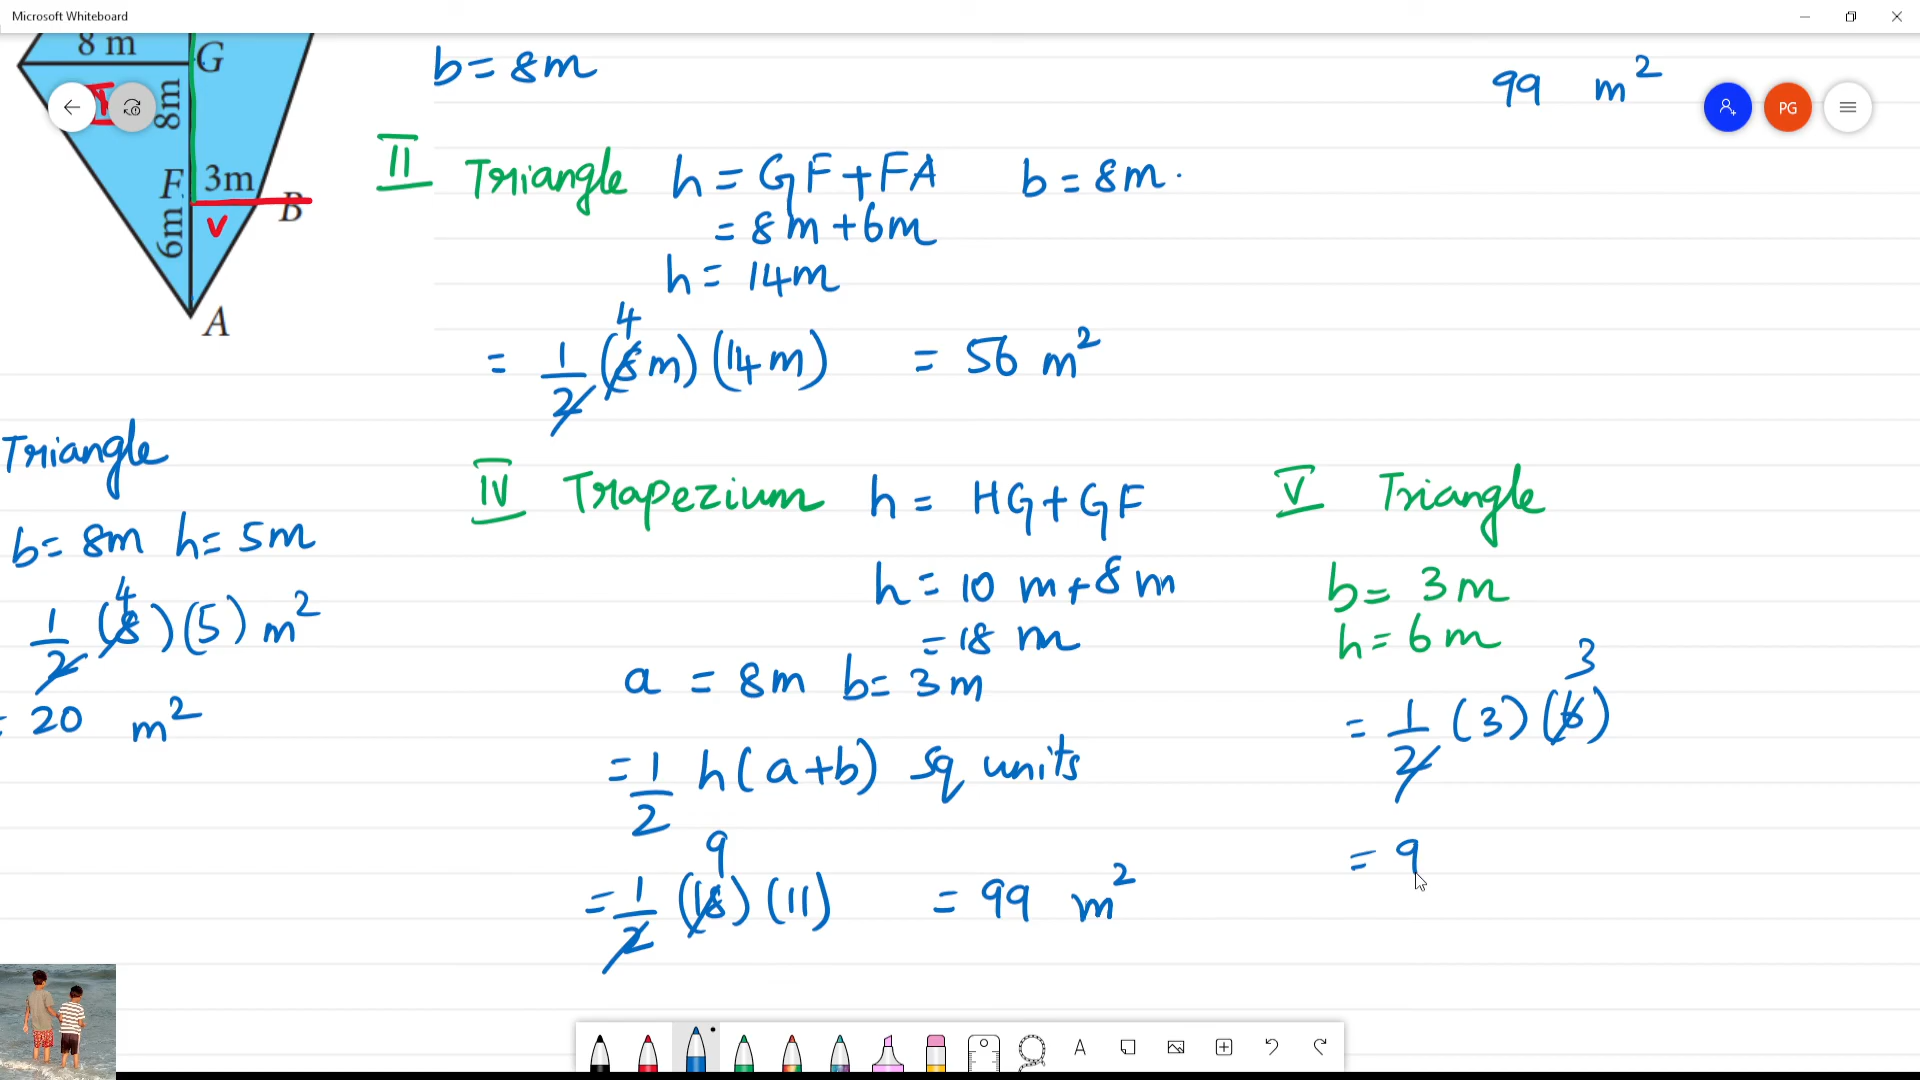 Microsoft Whiteboard
8 m
G
8m
F
3m
V
B
6m
A
PG
b = 8m
99 m²
II Triangle h = GF + FA b = 8m.
= 8m + 6m
h = 14m
4
= 1/2 (8m) (14m) = 56 m²
Triangle
b = 8m h = 5m
4
1/2 (8) (5) m²
= 20 m²
IV Trapezium h = HG + GF
h = 10 m + 8 m
= 18 m
a = 8m b = 3m
= 1/2 h (a+b) sq units
9
= 1/2 (18) (11) = 99 m²
V Triangle
b = 3m
h = 6m
3
= 1/2 (3) (6)
= 9
A